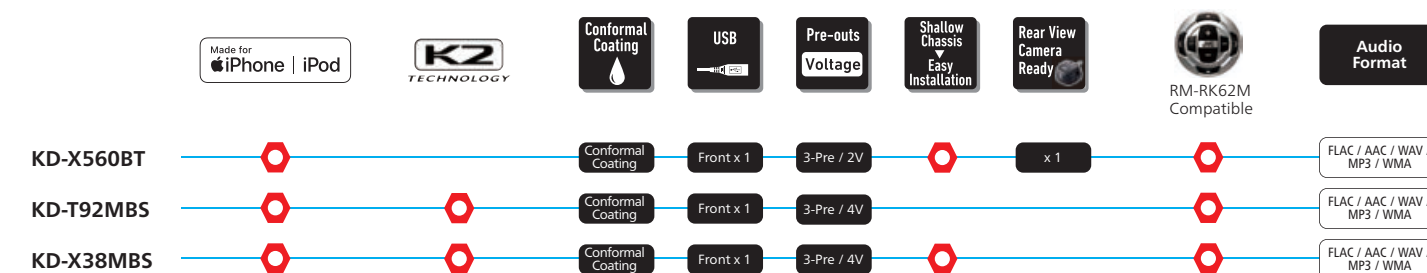 Made for
iPhone | iPod
K2
TECHNOLOGY
Conformal
Coating
USB
Pre-outs
Voltage
Shallow
Chassis
Easy
Installation
Rear View
Camera
Ready
RM-RK62M
Compatible
Audio
Format
KD-X560BT
Conformal
Coating
Front x 1
3-Pre / 2V
x 1
FLAC / AAC / WAV /
MP3 / WMA
KD-T92MBS
Conformal
Coating
Front x 1
3-Pre / 4V
FLAC / AAC / WAV /
MP3 / WMA
KD-X38MBS
Conformal
Coating
Front x 1
3-Pre / 4V
FLAC / AAC / WAV /
MP3 / WMA